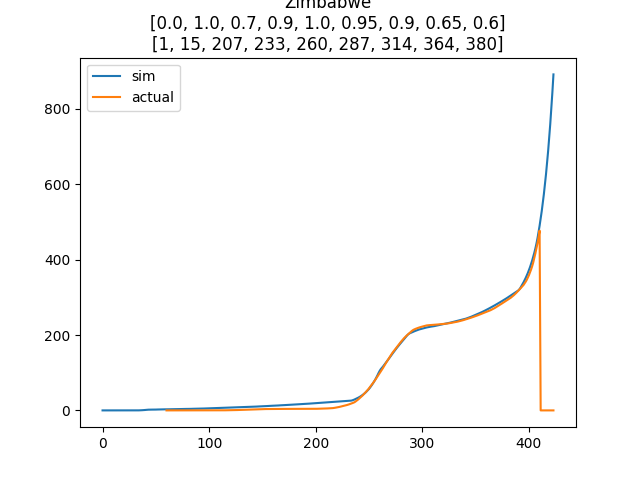 Zimbabwe
[0.0, 1.0, 0.7, 0.9, 1.0, 0.95, 0.9, 0.65, 0.6]
[1, 15, 207, 233, 260, 287, 314, 364, 380]
sim
actual
800
600
400
200
0
0 100 200 300 400